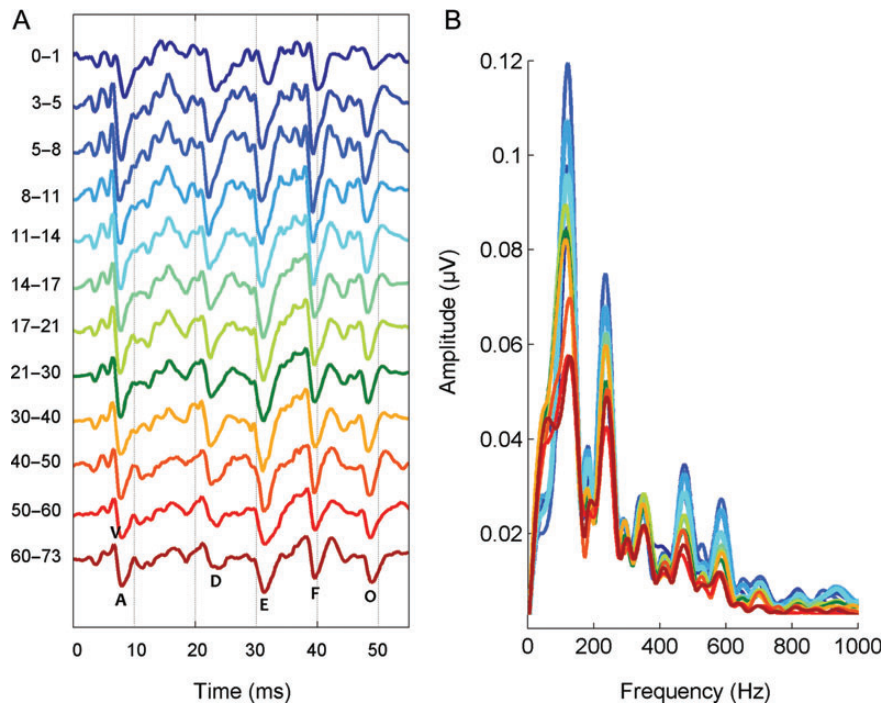 A
0–1
3–5
5–8
8–11
11–14
14–17
17–21
21–30
30–40
40–50
50–60
60–73
V
A
D
E
F
O
0
10
20
30
40
50
Time (ms)
B
0.12
0.1
0.08
0.06
0.04
0.02
Amplitude (µV)
0
200
400
600
800
1000
Frequency (Hz)